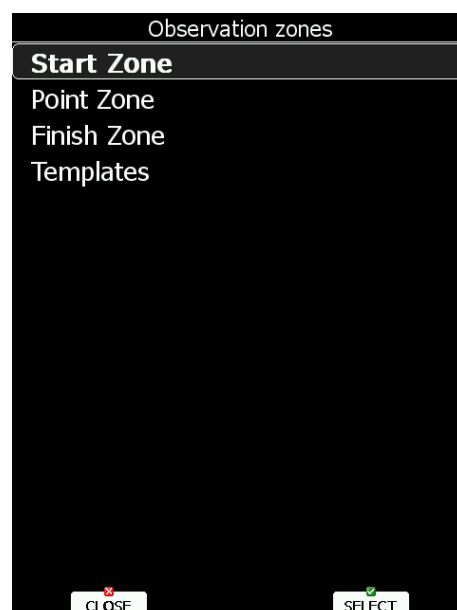 Observation zones
Start Zone
Point Zone
Finish Zone
Templates
CLOSE
SELECT